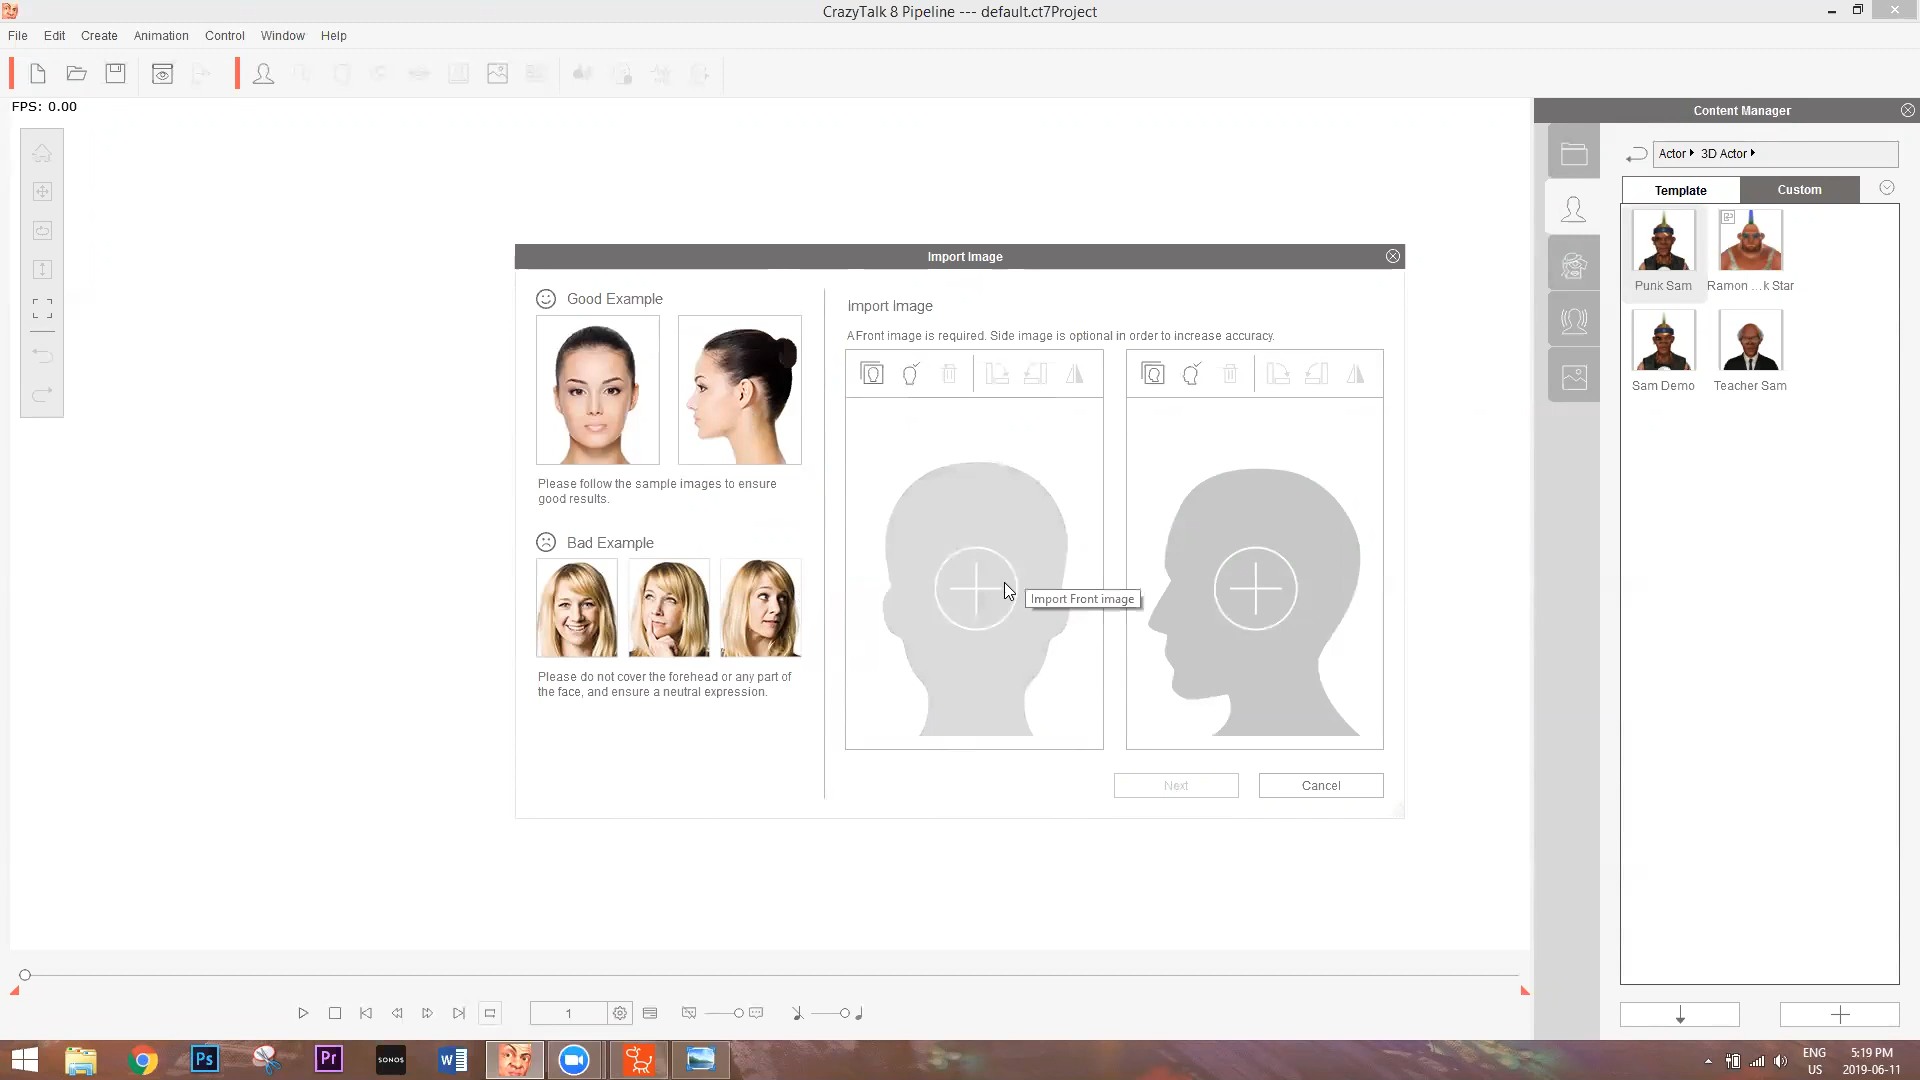 CrazyTalk 8 Pipeline --- default.ct7Project
File Edit Create Animation Control Window Help
FPS: 0.00
Content Manager
Actor 3D Actor
Template Custom
Punk Sam Ramon ...k Star
Sam Demo Teacher Sam
Import Image
Good Example
Please follow the sample images to ensure
good results.
Bad Example
Please do not cover the forehead or any part of
the face, and ensure a neutral expression.
Import Image
A Front image is required. Side image is optional in order to increase accuracy.
Import Front image
Next Cancel
1
Ps Pr SONOS W
ENG
US
5:19 PM
2019-06-11